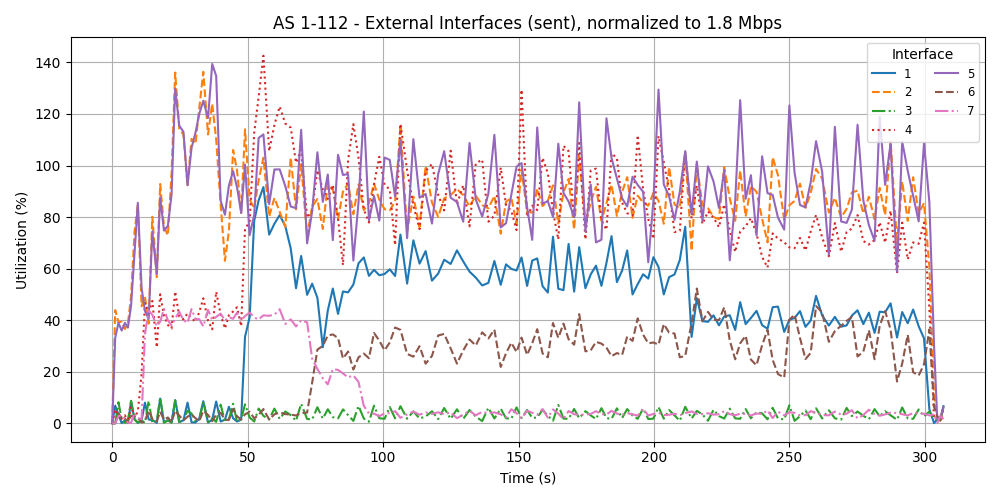 AS 1-112 - External Interfaces (sent), normalized to 1.8 Mbps
Utilization (%)
140
120
100
80
60
40
20
0
0 50 100 150 200 250 300
Time (s)
Interface
1 5
2 6
3 7
4